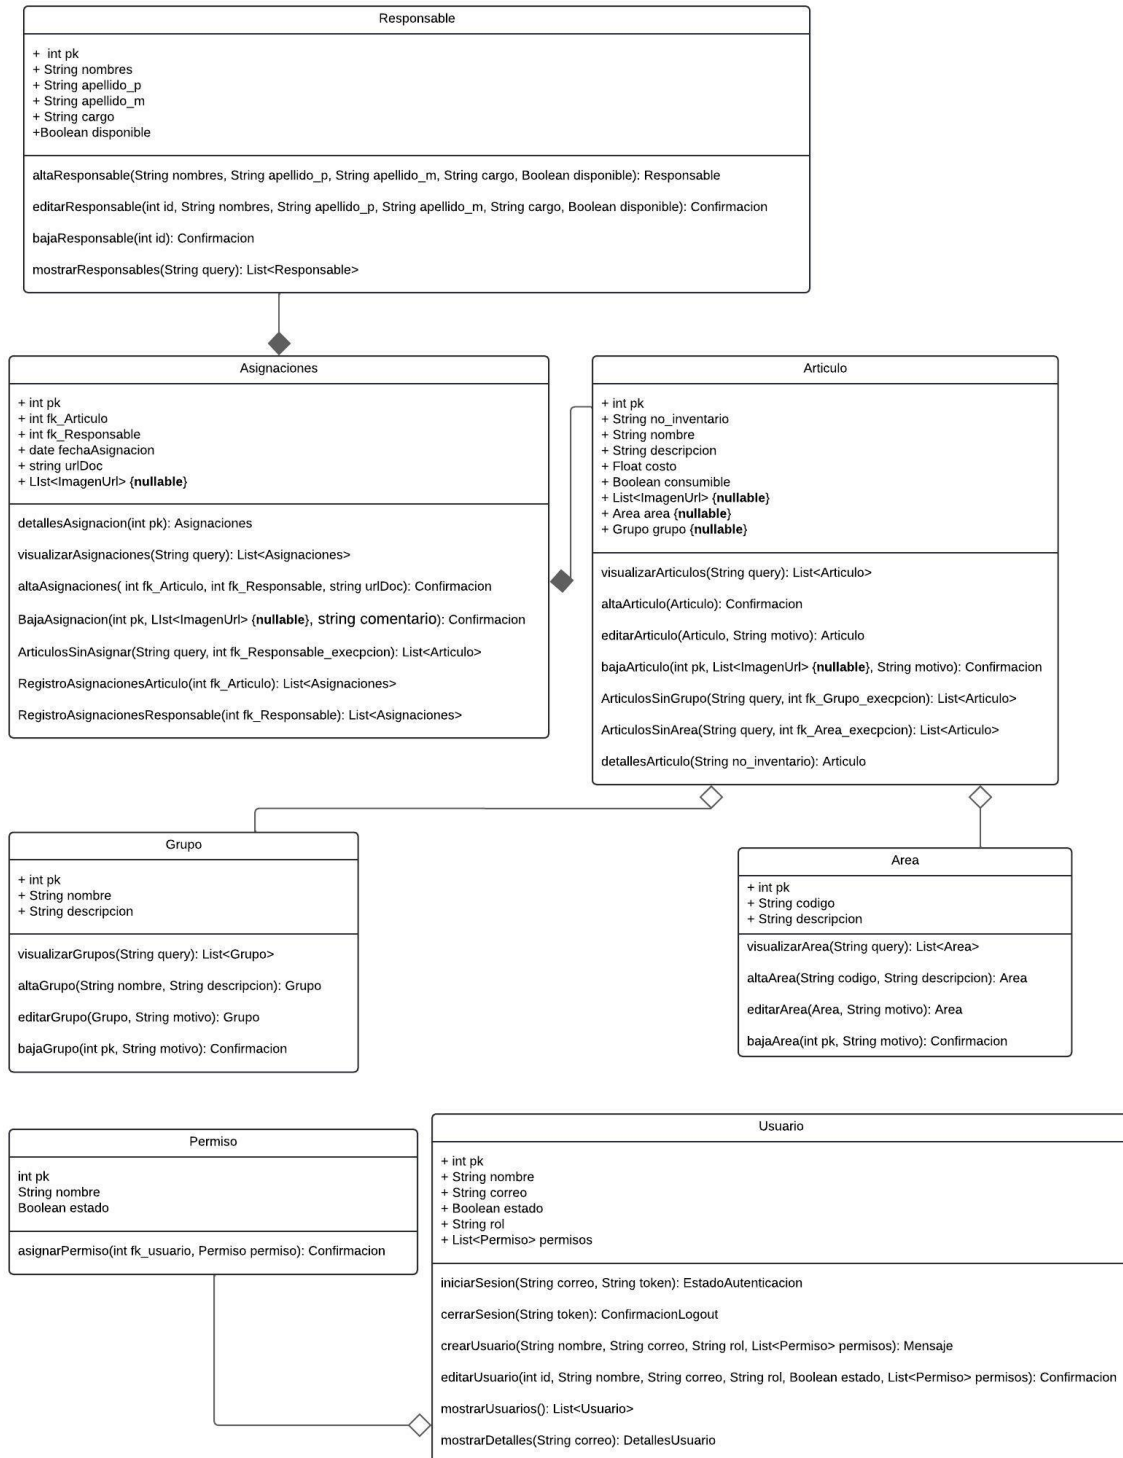 Responsable
+ int pk
+ String nombres
+ String apellido_p
+ String apellido_m
+ String cargo
+Boolean disponible
altaResponsable(String nombres, String apellido_p, String apellido_m, String cargo, Boolean disponible): Responsable
editarResponsable(int id, String nombres, String apellido_p, String apellido_m, String cargo, Boolean disponible): Confirmacion
bajaResponsable(int id): Confirmacion
mostrarResponsables(String query): List<Responsable>
Asignaciones
+ int pk
+ int fk_Articulo
+ int fk_Responsable
+ date fechaAsignacion
+ string urlDoc
+ LIst<ImagenUrl> {nullable}
detallesAsignacion(int pk): Asignaciones
visualizarAsignaciones(String query): List<Asignaciones>
altaAsignaciones( int fk_Articulo, int fk_Responsable, string urlDoc): Confirmacion
BajaAsignacion(int pk, LIst<ImagenUrl> {nullable}, string comentario): Confirmacion
ArticulosSinAsignar(String query, int fk_Responsable_execpcion): List<Articulo>
RegistroAsignacionesArticulo(int fk_Articulo): List<Asignaciones>
RegistroAsignacionesResponsable(int fk_Responsable): List<Asignaciones>
Articulo
+ int pk
+ String no_inventario
+ String nombre
+ String descripcion
+ Float costo
+ Boolean consumible
+ List<ImagenUrl> {nullable}
+ Area area {nullable}
+ Grupo grupo {nullable}
visualizarArticulos(String query): List<Articulo>
altaArticulo(Articulo): Confirmacion
editarArticulo(Articulo, String motivo): Articulo
bajaArticulo(int pk, List<ImagenUrl> {nullable}, String motivo): Confirmacion
ArticulosSinGrupo(String query, int fk_Grupo_execpcion): List<Articulo>
ArticulosSinArea(String query, int fk_Area_execpcion): List<Articulo>
detallesArticulo(String no_inventario): Articulo
Grupo
+ int pk
+ String nombre
+ String descripcion
visualizarGrupos(String query): List<Grupo>
altaGrupo(String nombre, String descripcion): Grupo
editarGrupo(Grupo, String motivo): Grupo
bajaGrupo(int pk, String motivo): Confirmacion
Area
+ int pk
+ String codigo
+ String descripcion
visualizarArea(String query): List<Area>
altaArea(String codigo, String descripcion): Area
editarArea(Area, String motivo): Area
bajaArea(int pk, String motivo): Confirmacion
Permiso
int pk
String nombre
Boolean estado
asignarPermiso(int fk_usuario, Permiso permiso): Confirmacion
Usuario
+ int pk
+ String nombre
+ String correo
+ Boolean estado
+ String rol
+ List<Permiso> permisos
iniciarSesion(String correo, String token): EstadoAutenticacion
cerrarSesion(String token): ConfirmacionLogout
crearUsuario(String nombre, String correo, String rol, List<Permiso> permisos): Mensaje
editarUsuario(int id, String nombre, String correo, String rol, Boolean estado, List<Permiso> permisos): Confirmacion
mostrarUsuarios(): List<Usuario>
mostrarDetalles(String correo): DetallesUsuario